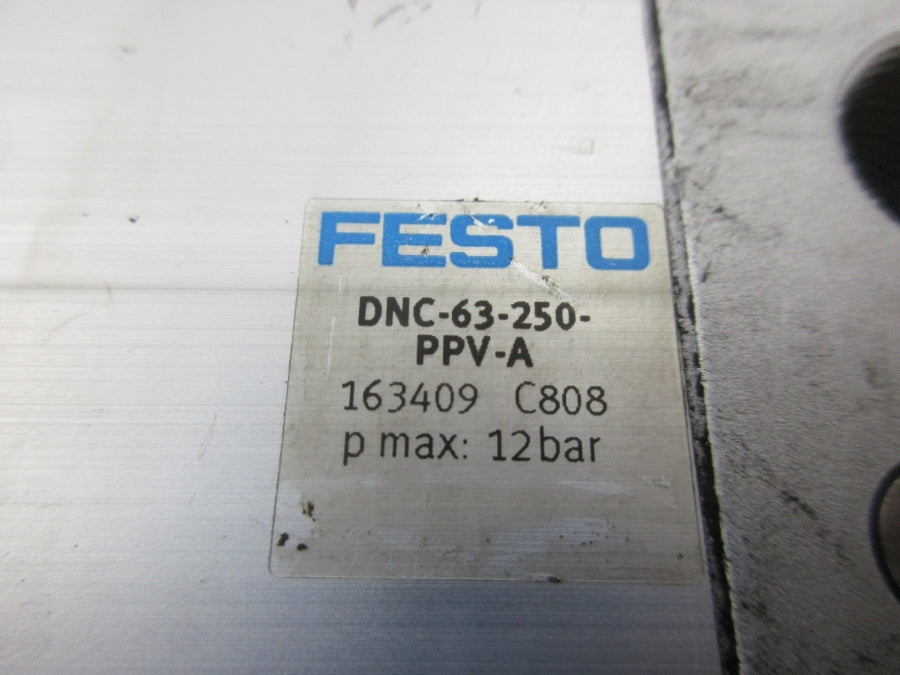 FESTO
DNC-63-250-
PPV-A
163409 C808
p max: 12bar